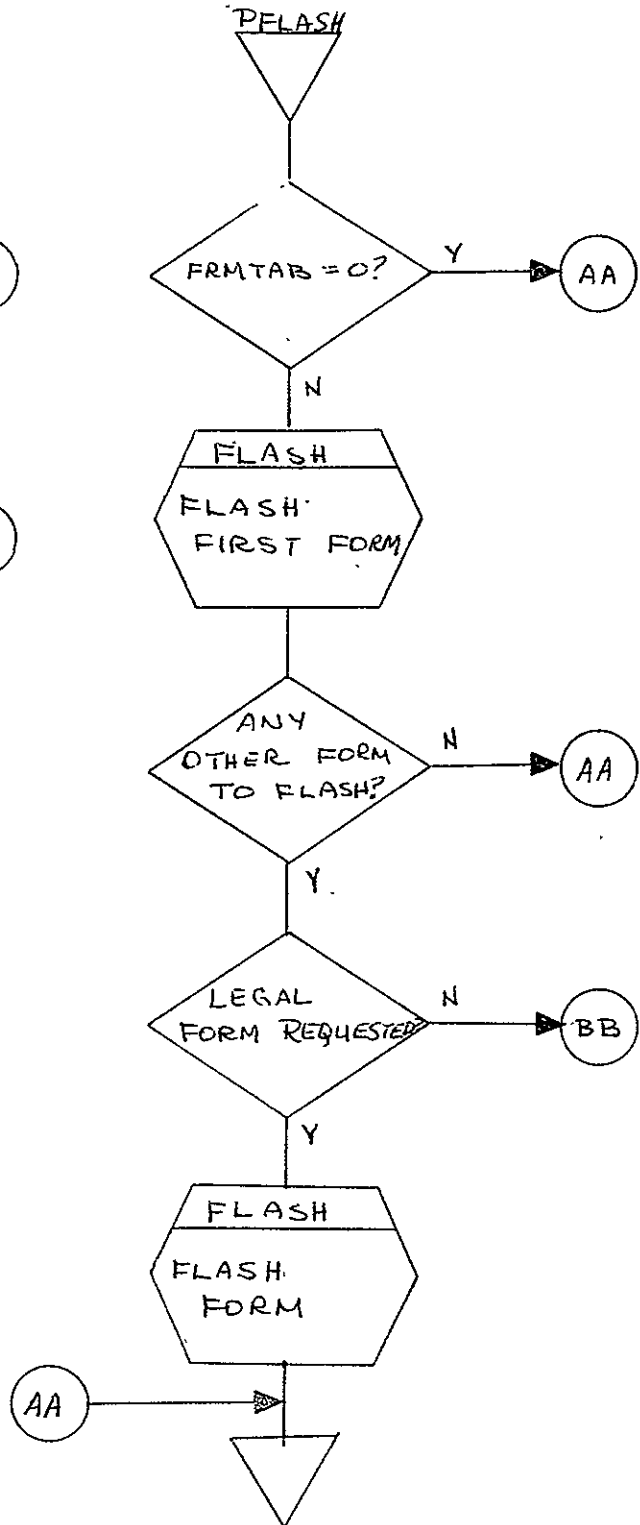 PFLASH
FRMTAB = 0?
Y
AA
N
FLASH
FLASH
FIRST FORM
ANY
OTHER FORM
TO FLASH?
N
AA
Y
LEGAL
FORM REQUESTED?
N
BB
Y
FLASH
FLASH
FORM
AA